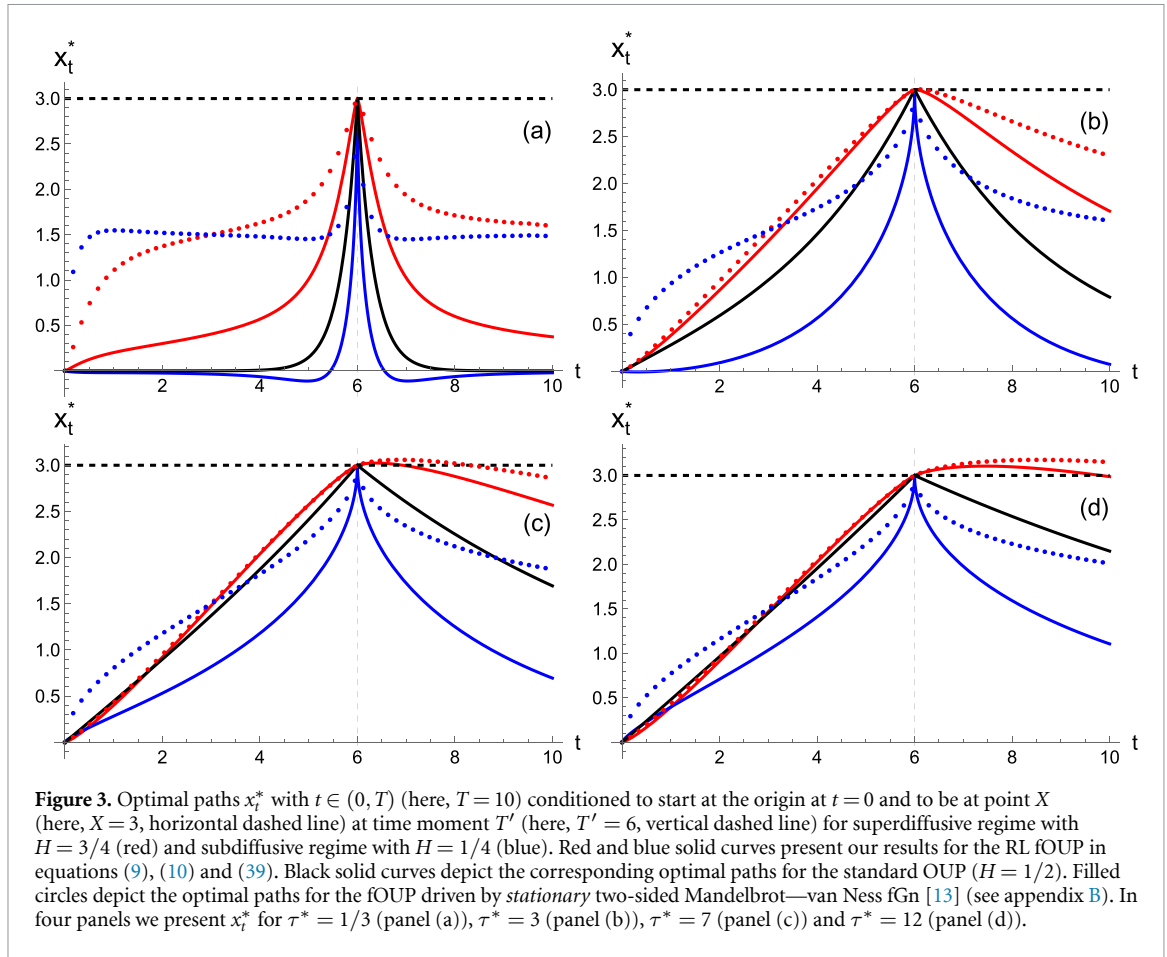 x*t
x*t
3.0
2.5
2.0
1.5
1.0
0.5
(a)
2
4
6
8
10
t
3.0
2.5
2.0
1.5
1.0
0.5
(b)
2
4
6
8
10
t
x*t
x*t
3.0
2.5
2.0
1.5
1.0
0.5
(c)
2
4
6
8
10
t
3.0
2.5
2.0
1.5
1.0
0.5
(d)
2
4
6
8
10
t
Figure 3. Optimal paths x*t with t ∈ (0, T) (here, T = 10) conditioned to start at the origin at t = 0 and to be at point X
(here, X = 3, horizontal dashed line) at time moment T′ (here, T′ = 6, vertical dashed line) for superdiffusive regime with
H = 3/4 (red) and subdiffusive regime with H = 1/4 (blue). Red and blue solid curves present our results for the RL fOUP in
equations (9), (10) and (39). Black solid curves depict the corresponding optimal paths for the standard OUP (H = 1/2). Filled
circles depict the optimal paths for the fOUP driven by stationary two-sided Mandelbrot—van Ness fGn [13] (see appendix B). In
four panels we present x*t for τ* = 1/3 (panel (a)), τ* = 3 (panel (b)), τ* = 7 (panel (c)) and τ* = 12 (panel (d)).